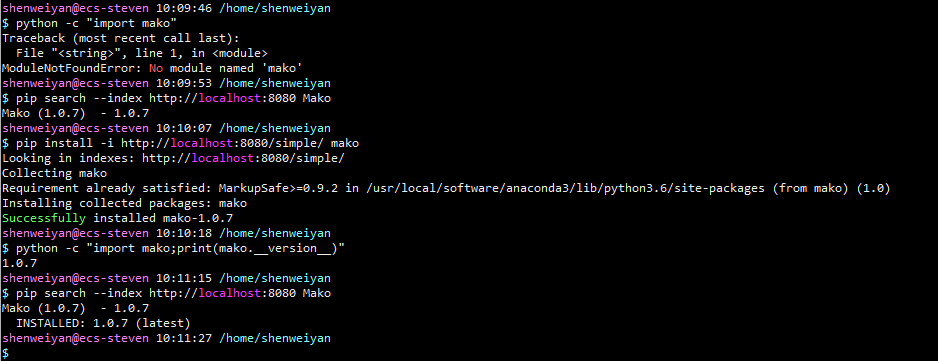 shenweiyan@ecs-steven 10:09:46 /home/shenweiyan
$ python -c "import mako"
Traceback (most recent call last):
  File "<string>", line 1, in <module>
ModuleNotFoundError: No module named 'mako'
shenweiyan@ecs-steven 10:09:53 /home/shenweiyan
$ pip search --index http://localhost:8080 Mako
Mako (1.0.7)  - 1.0.7
shenweiyan@ecs-steven 10:10:07 /home/shenweiyan
$ pip install -i http://localhost:8080/simple/ mako
Looking in indexes: http://localhost:8080/simple/
Collecting mako
Requirement already satisfied: MarkupSafe>=0.9.2 in /usr/local/software/anaconda3/lib/python3.6/site-packages (from mako) (1.0)
Installing collected packages: mako
Successfully installed mako-1.0.7
shenweiyan@ecs-steven 10:10:18 /home/shenweiyan
$ python -c "import mako;print(mako.__version__)"
1.0.7
shenweiyan@ecs-steven 10:11:15 /home/shenweiyan
$ pip search --index http://localhost:8080 Mako
Mako (1.0.7)  - 1.0.7
  INSTALLED: 1.0.7 (latest)
shenweiyan@ecs-steven 10:11:27 /home/shenweiyan
$